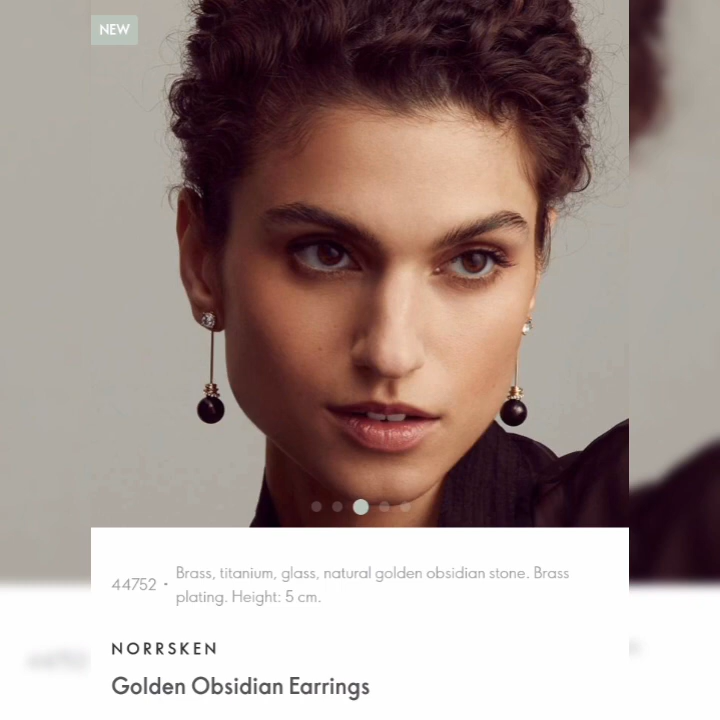 NEW
44752 • Brass, titanium, glass, natural golden obsidian stone. Brass
plating. Height: 5 cm.
NORRSKEN
Golden Obsidian Earrings